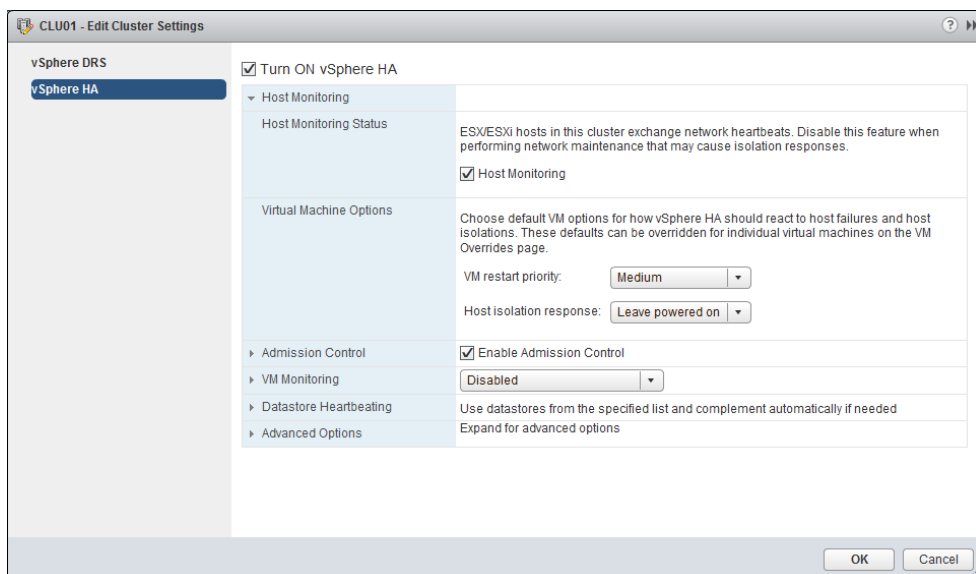 CLU01 - Edit Cluster Settings
vSphere DRS
vSphere HA
Turn ON vSphere HA
Host Monitoring
Host Monitoring Status
ESX/ESXi hosts in this cluster exchange network heartbeats. Disable this feature when
performing network maintenance that may cause isolation responses.
Host Monitoring
Virtual Machine Options
Choose default VM options for how vSphere HA should react to host failures and host
isolations. These defaults can be overridden for individual virtual machines on the VM
Overrides page.
VM restart priority: Medium
Host isolation response: Leave powered on
Admission Control Enable Admission Control
VM Monitoring Disabled
Datastore Heartbeating Use datastores from the specified list and complement automatically if needed
Advanced Options Expand for advanced options
OK Cancel